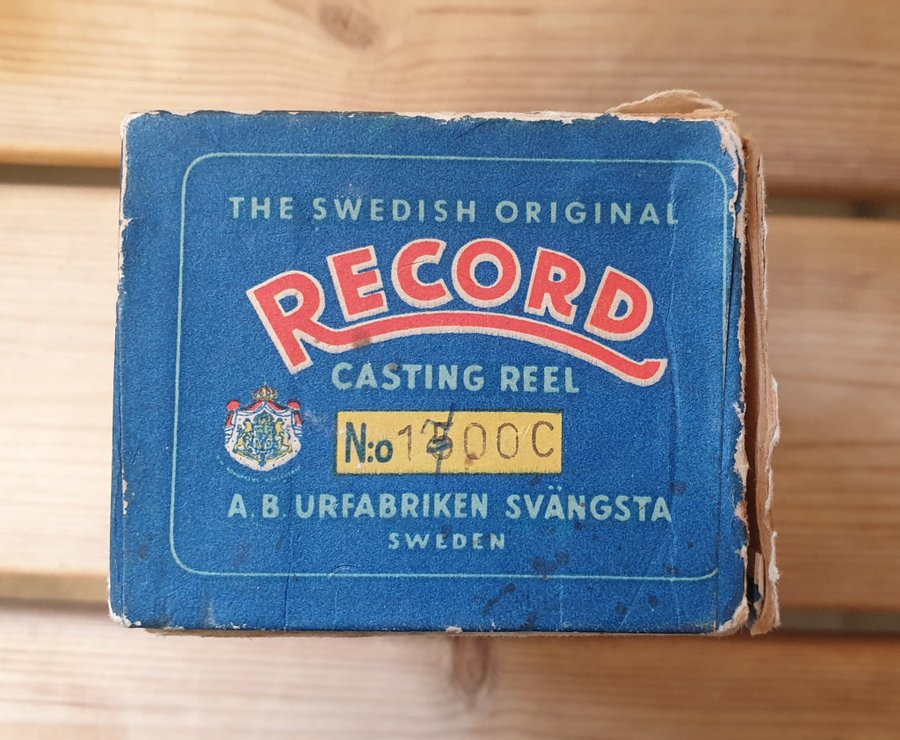 THE SWEDISH ORIGINAL
RECORD
CASTING REEL
N:o
A.B. URFABRIKEN SVÄNGSTA
SWEDEN